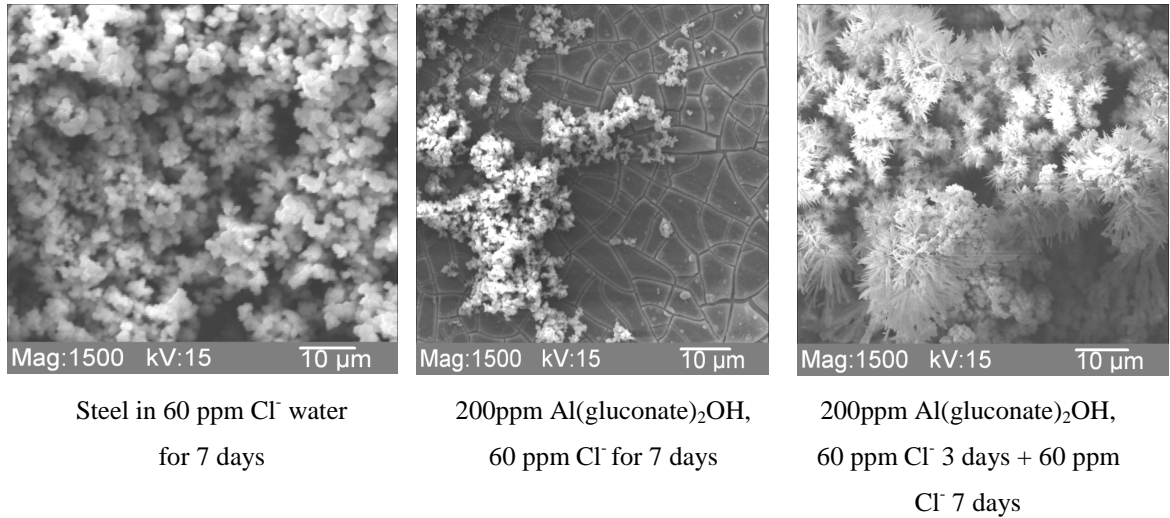 Mag:1500 kV:15 10 µm
Mag:1500 kV:15 10 µm
Mag:1500 kV:15 10 µm
Steel in 60 ppm Cl⁻ water
for 7 days
200ppm Al(gluconate)₂OH,
60 ppm Cl⁻ for 7 days
200ppm Al(gluconate)₂OH,
60 ppm Cl⁻ 3 days + 60 ppm
Cl⁻ 7 days